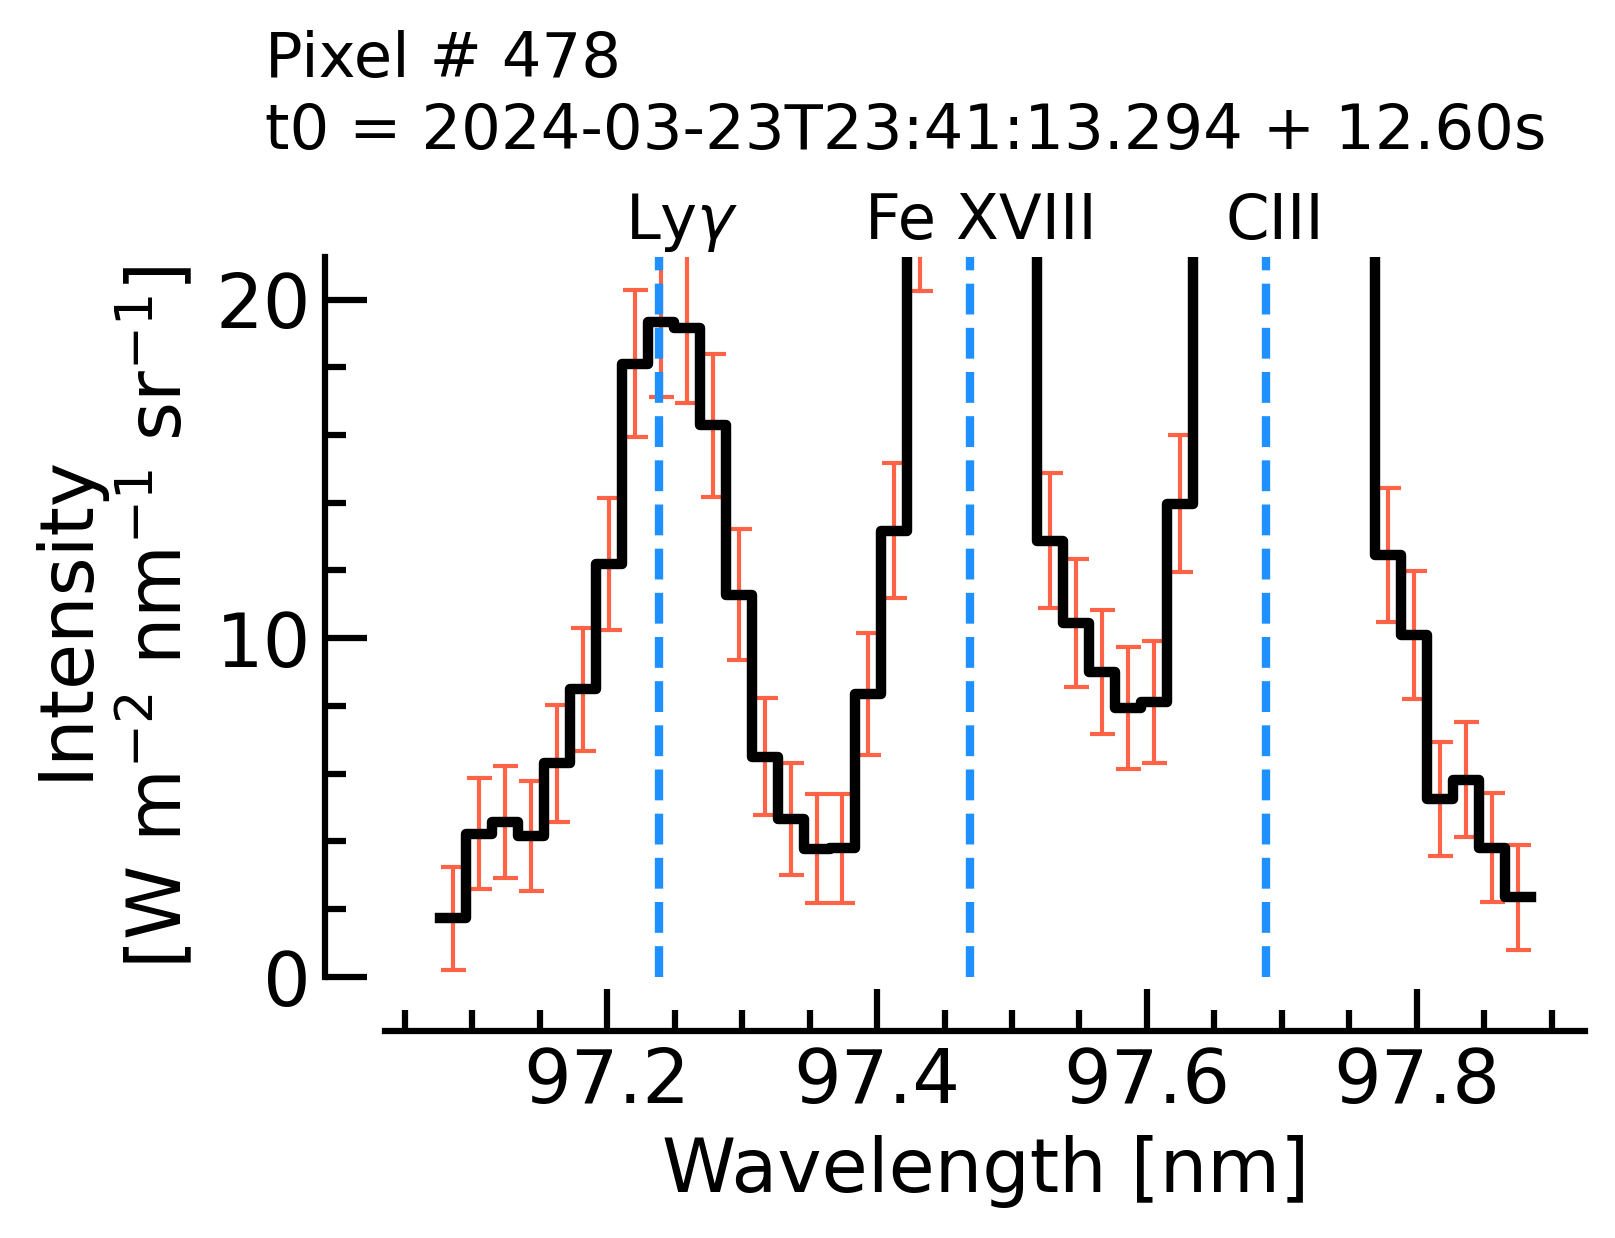 Pixel # 478
t0 = 2024-03-23T23:41:13.294 + 12.60s
Lyγ Fe XVIII CIII
Intensity
[W m⁻² nm⁻¹ sr⁻¹]
20
10
0
97.2 97.4 97.6 97.8
Wavelength [nm]